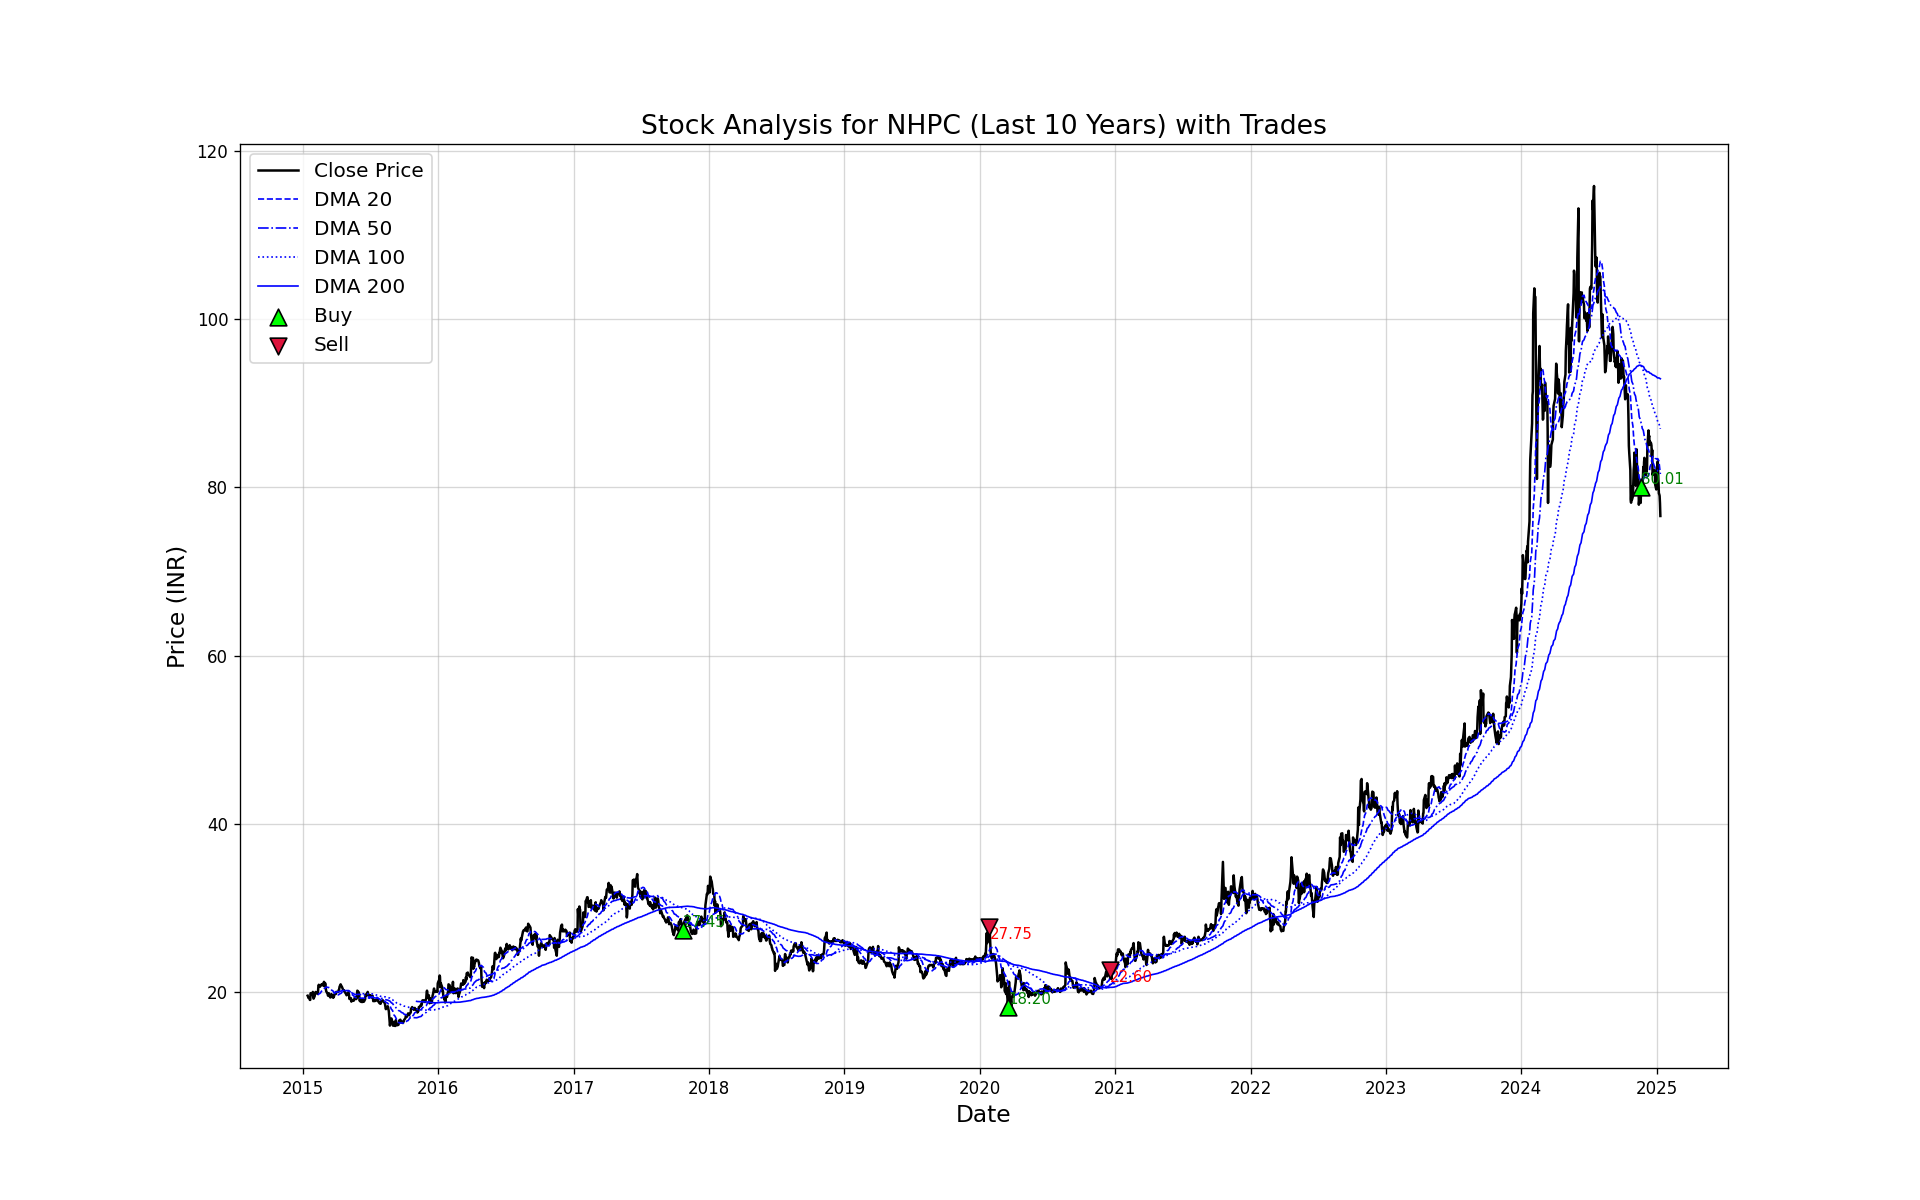 Stock Analysis for NHPC (Last 10 Years) with Trades
Close Price
DMA 20
DMA 50
DMA 100
DMA 200
Buy
Sell
120
100
80
60
40
20
Price (INR)
27.75
22.60
18.20
80.01
2015
2016
2017
2018
2019
2020
2021
2022
2023
2024
2025
Date